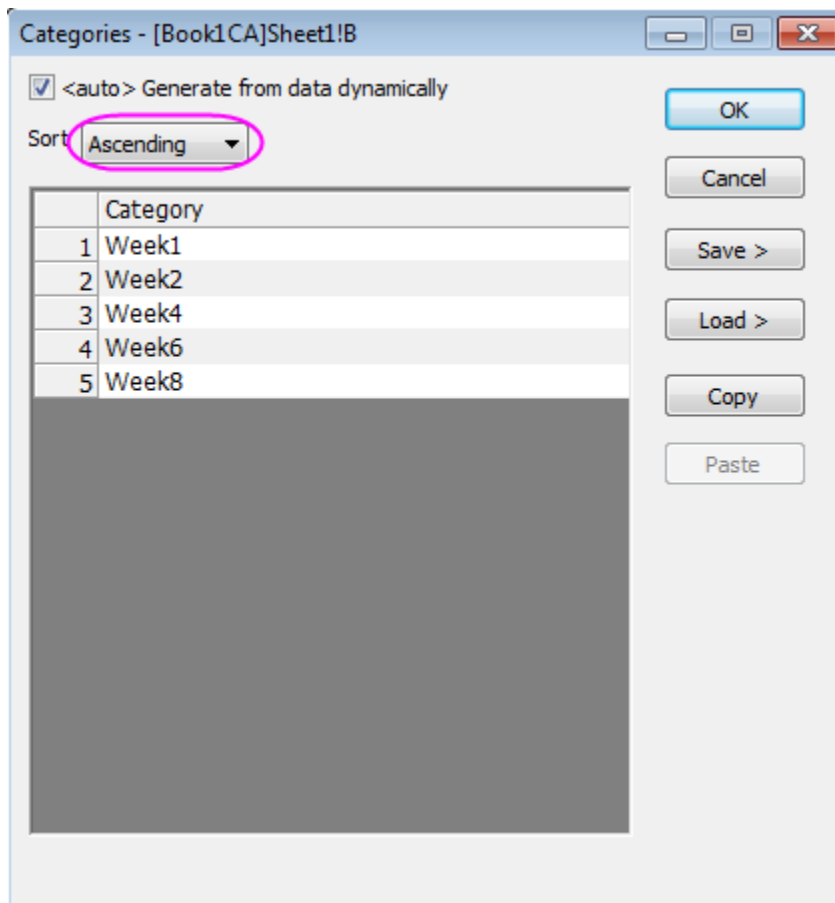 Categories - [Book1CA]Sheet1!B
<auto> Generate from data dynamically
Sort Ascending
Category
1 Week1
2 Week2
3 Week4
4 Week6
5 Week8
OK
Cancel
Save >
Load >
Copy
Paste